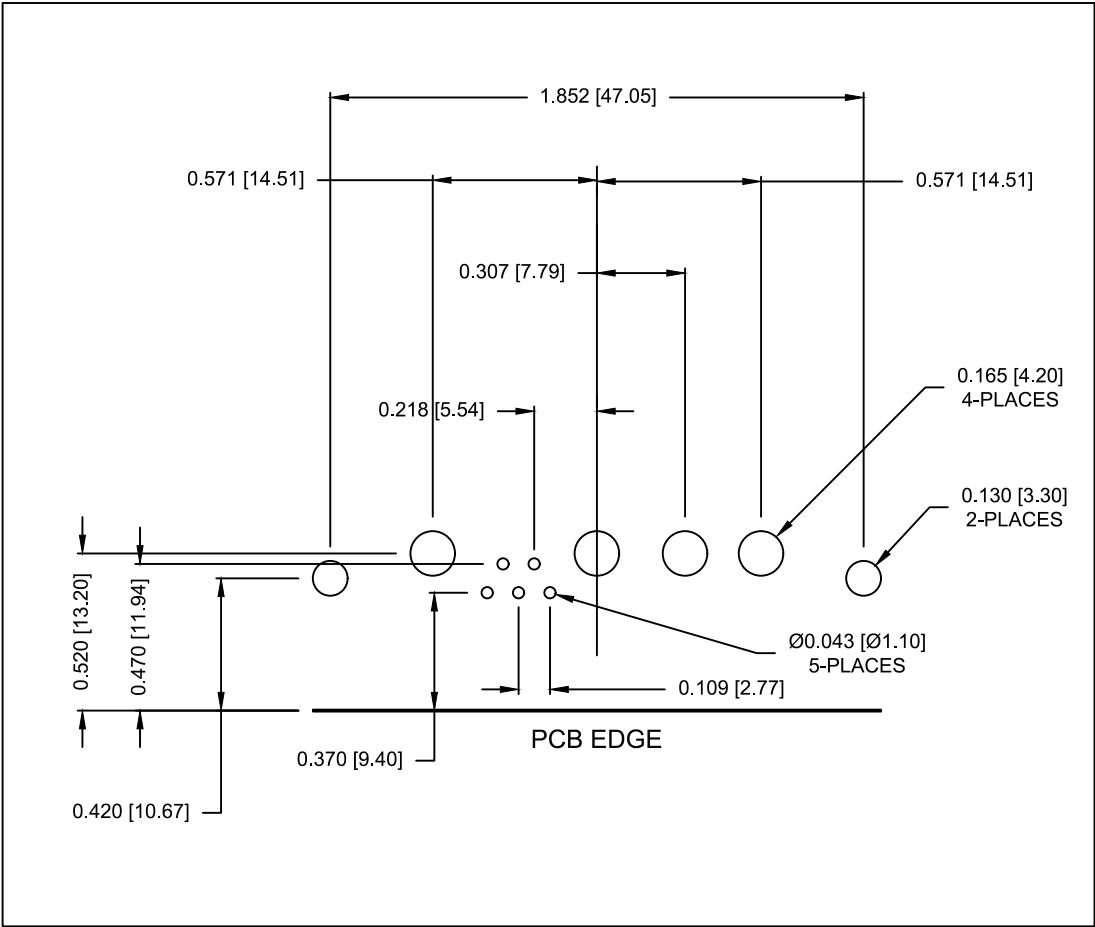 1.852 [47.05]
0.571 [14.51]
0.571 [14.51]
0.307 [7.79]
0.165 [4.20]
4-PLACES
0.218 [5.54]
0.130 [3.30]
2-PLACES
0.520 [13.20]
0.470 [11.94]
Ø0.043 [Ø1.10]
5-PLACES
0.109 [2.77]
PCB EDGE
0.370 [9.40]
0.420 [10.67]